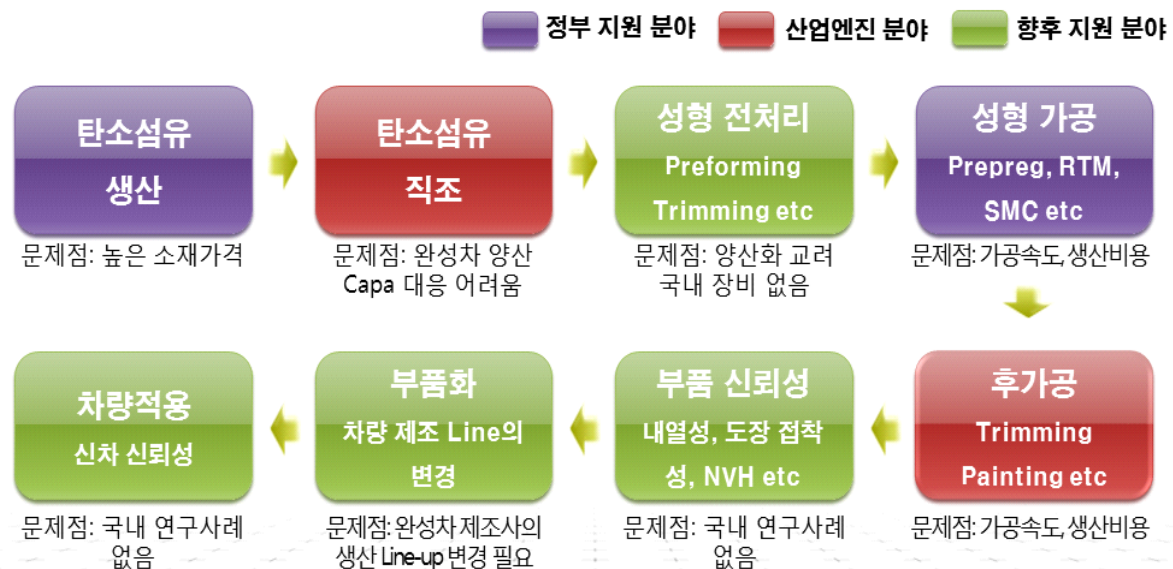 정부 지원 분야 산업엔진 분야 향후 지원 분야
탄소섬유
생산
문제점: 높은 소재가격
탄소섬유
직조
문제점: 완성차 양산
Capa 대응 어려움
성형 전처리
Preforming
Trimming etc
문제점: 양산화 교려
국내 장비 없음
성형 가공
Prepreg, RTM,
SMC etc
문제점: 가공속도, 생산비용
후가공
Trimming
Painting etc
문제점: 가공속도, 생산비용
부품 신뢰성
내열성, 도장 접착
성, NVH etc
문제점: 국내 연구사례
없음
부품화
차량 제조 Line의
변경
문제점: 완성차 제조사의
생산 Line-up 변경 필요
차량적용
신차 신뢰성
문제점: 국내 연구사례
없음